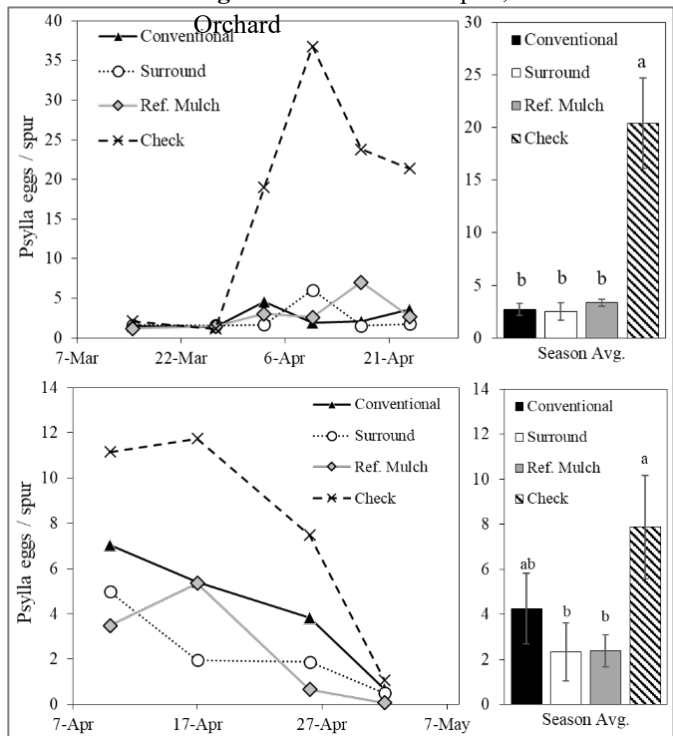 Orchard
40
35
30
25
20
15
10
5
0
Psylla eggs / spur
Conventional
Surround
Ref. Mulch
Check
7-Mar 22-Mar 6-Apr 21-Apr
30
25
20
15
10
5
0
Conventional
Surround
Ref. Mulch
Check
b b b a
Season Avg.
14
12
10
8
6
4
2
0
Psylla eggs / spur
Conventional
Surround
Ref. Mulch
Check
7-Apr 17-Apr 27-Apr 7-May
14
12
10
8
6
4
2
0
Conventional
Surround
Ref. Mulch
Check
ab b b a
Season Avg.